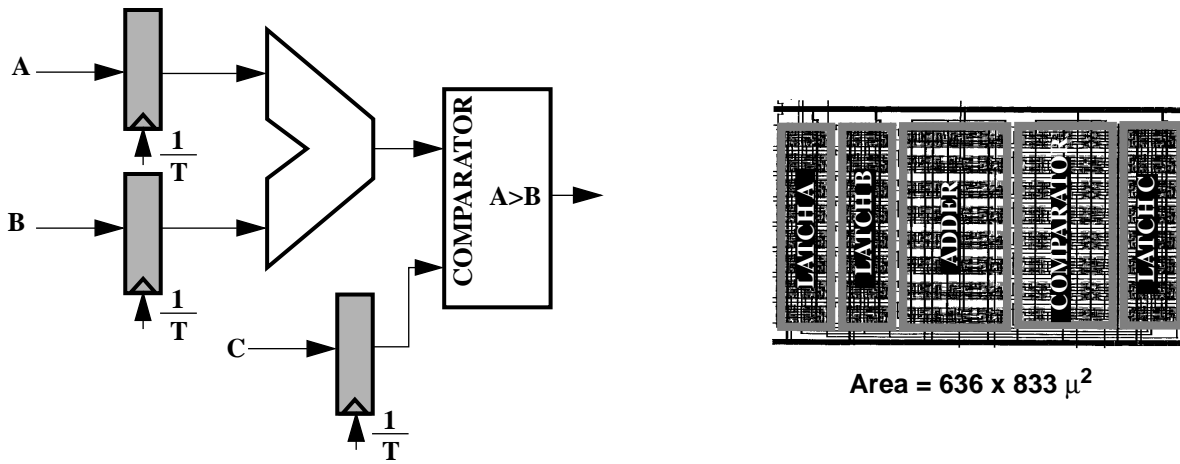 A
1
T
B
1
T
C
1
T
COMPARATOR
A>B
LATCH A
LATCH B
ADDER
COMPARATOR
LATCH C
Area = 636 x 833 μ²